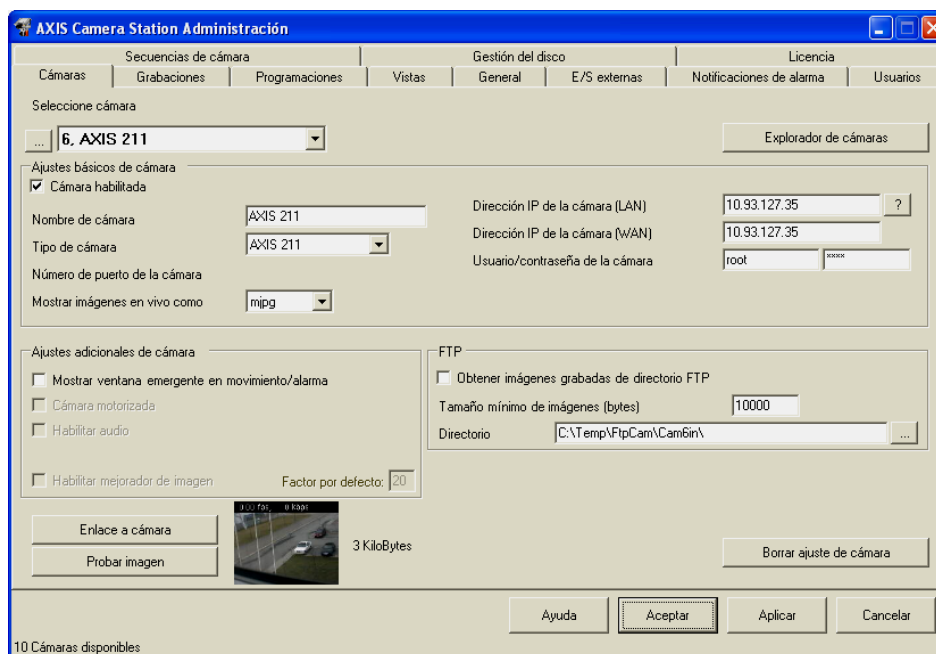 AXIS Camera Station Administración
Secuencias de cámara Gestión del disco Licencia
Cámaras Grabaciones Programaciones Vistas General E/S externas Notificaciones de alarma Usuarios
Seleccione cámara
... 6, AXIS 211 Explorador de cámaras
Ajustes básicos de cámara
Cámara habilitada
Nombre de cámara AXIS 211
Tipo de cámara AXIS 211
Número de puerto de la cámara
Mostrar imágenes en vivo como mjpg
Dirección IP de la cámara (LAN) 10.93.127.35 ?
Dirección IP de la cámara (WAN) 10.93.127.35
Usuario/contraseña de la cámara root ****
Ajustes adicionales de cámara
Mostrar ventana emergente en movimiento/alarma
Cámara motorizada
Habilitar audio
Habilitar mejorador de imagen Factor por defecto: 20
FTP
Obtener imágenes grabadas de directorio FTP
Tamaño mínimo de imágenes (bytes) 10000
Directorio C:\Temp\FtpCam\Cam6in\ ...
Enlace a cámara
Probar imagen
0.00 fps, 0 kbps
3 KiloBytes
Borrar ajuste de cámara
Ayuda Aceptar Aplicar Cancelar
10 Cámaras disponibles